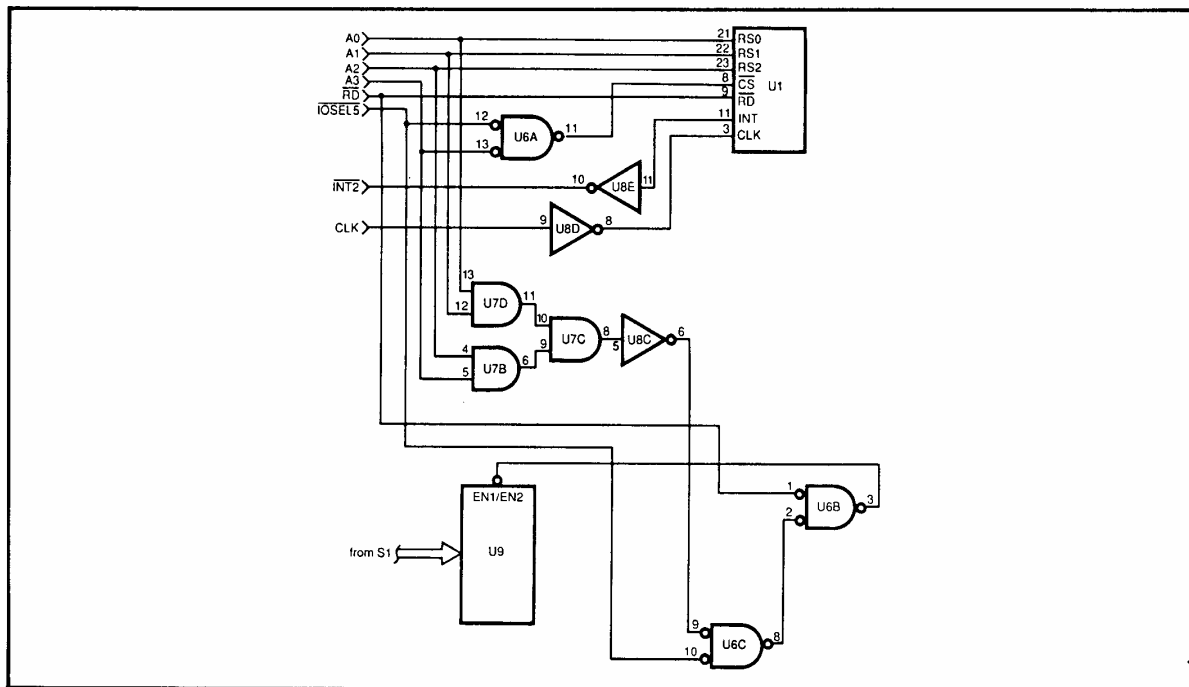 A0
A1
A2
A3
RD
IOSEL5
INT2
CLK
21 RS0
22 RS1
23 RS2
8 CS
9 RD
11 INT
3 CLK
U1
12
13
U6A
11
10
U8E
11
9
U8D
8
13
12
U7D
11
4
5
U7B
6
10
9
U7C
8
5
U8C
6
EN1/EN2
U9
from S1
1
2
U6B
3
9
10
U6C
8